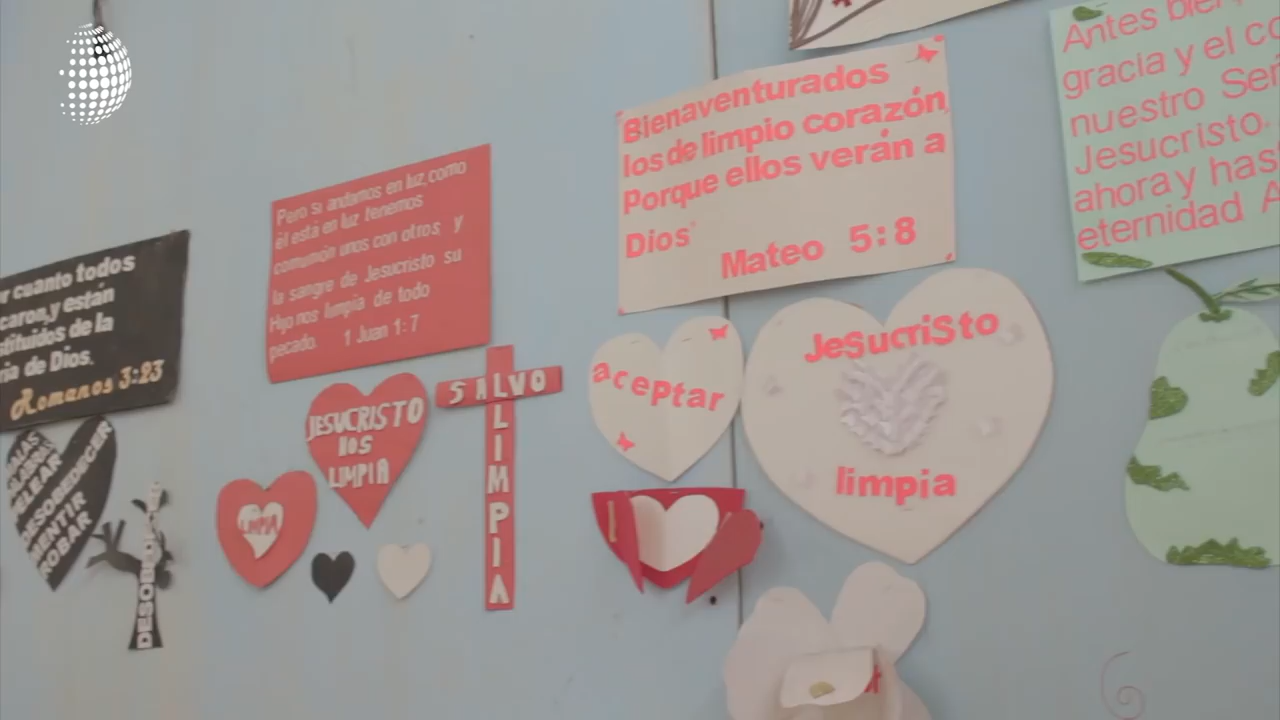 r cuanto todos
caron, y están
stituidos de la
ria de Dios.
Romanos 3:23
PELEAR
DESOBEDECER
MENTIR
ROBAR
DESOBEDIE
Pero si andamos en luz, como
él está en luz tenemos
comunión unos con otros, y
la sangre de Jesucristo su
Hijo nos limpia de todo
pecado. 1 Juan 1:7
JESUCRISTO
NOS
LIMPIA
LIMPIA
SALVO
LIMPIA
Bienaventurados
los de limpio corazón,
Porque ellos verán a
Dios
Mateo 5:8
aceptar
JeSucriSto
limpia
Antes bien
gracia y el co
nuestro Señ
Jesucristo.
ahora y has
eternidad A